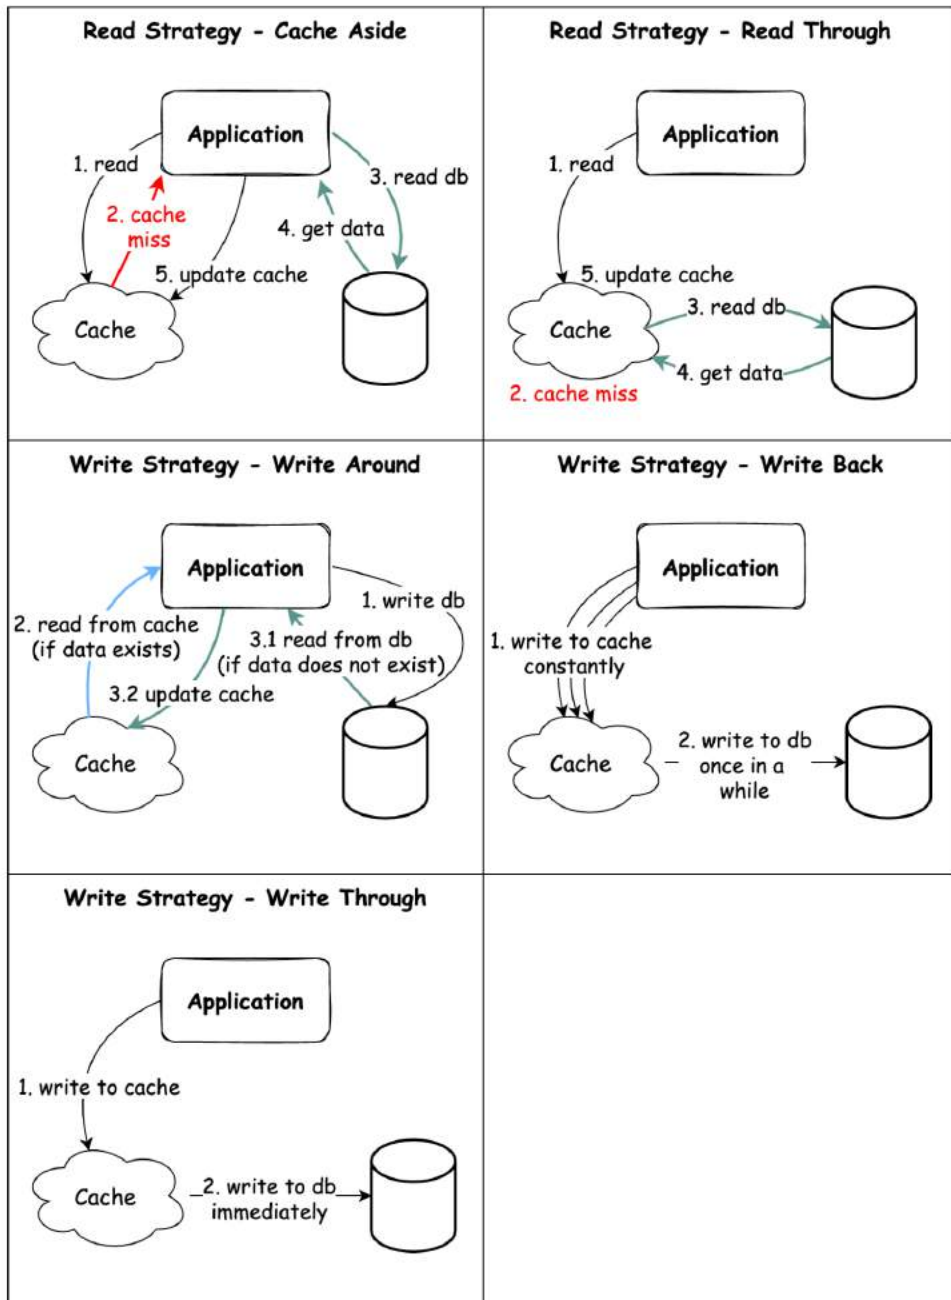 Read Strategy - Cache Aside
Application
1. read
2. cache
miss
3. read db
4. get data
5. update cache
Cache
Read Strategy - Read Through
Application
1. read
5. update cache
Cache
3. read db
4. get data
2. cache miss
Write Strategy - Write Around
Application
1. write db
2. read from cache
(if data exists)
3.1 read from db
(if data does not exist)
3.2 update cache
Cache
Write Strategy - Write Back
Application
1. write to cache
constantly
Cache
2. write to db
once in a
while
Write Strategy - Write Through
Application
1. write to cache
Cache
2. write to db
immediately